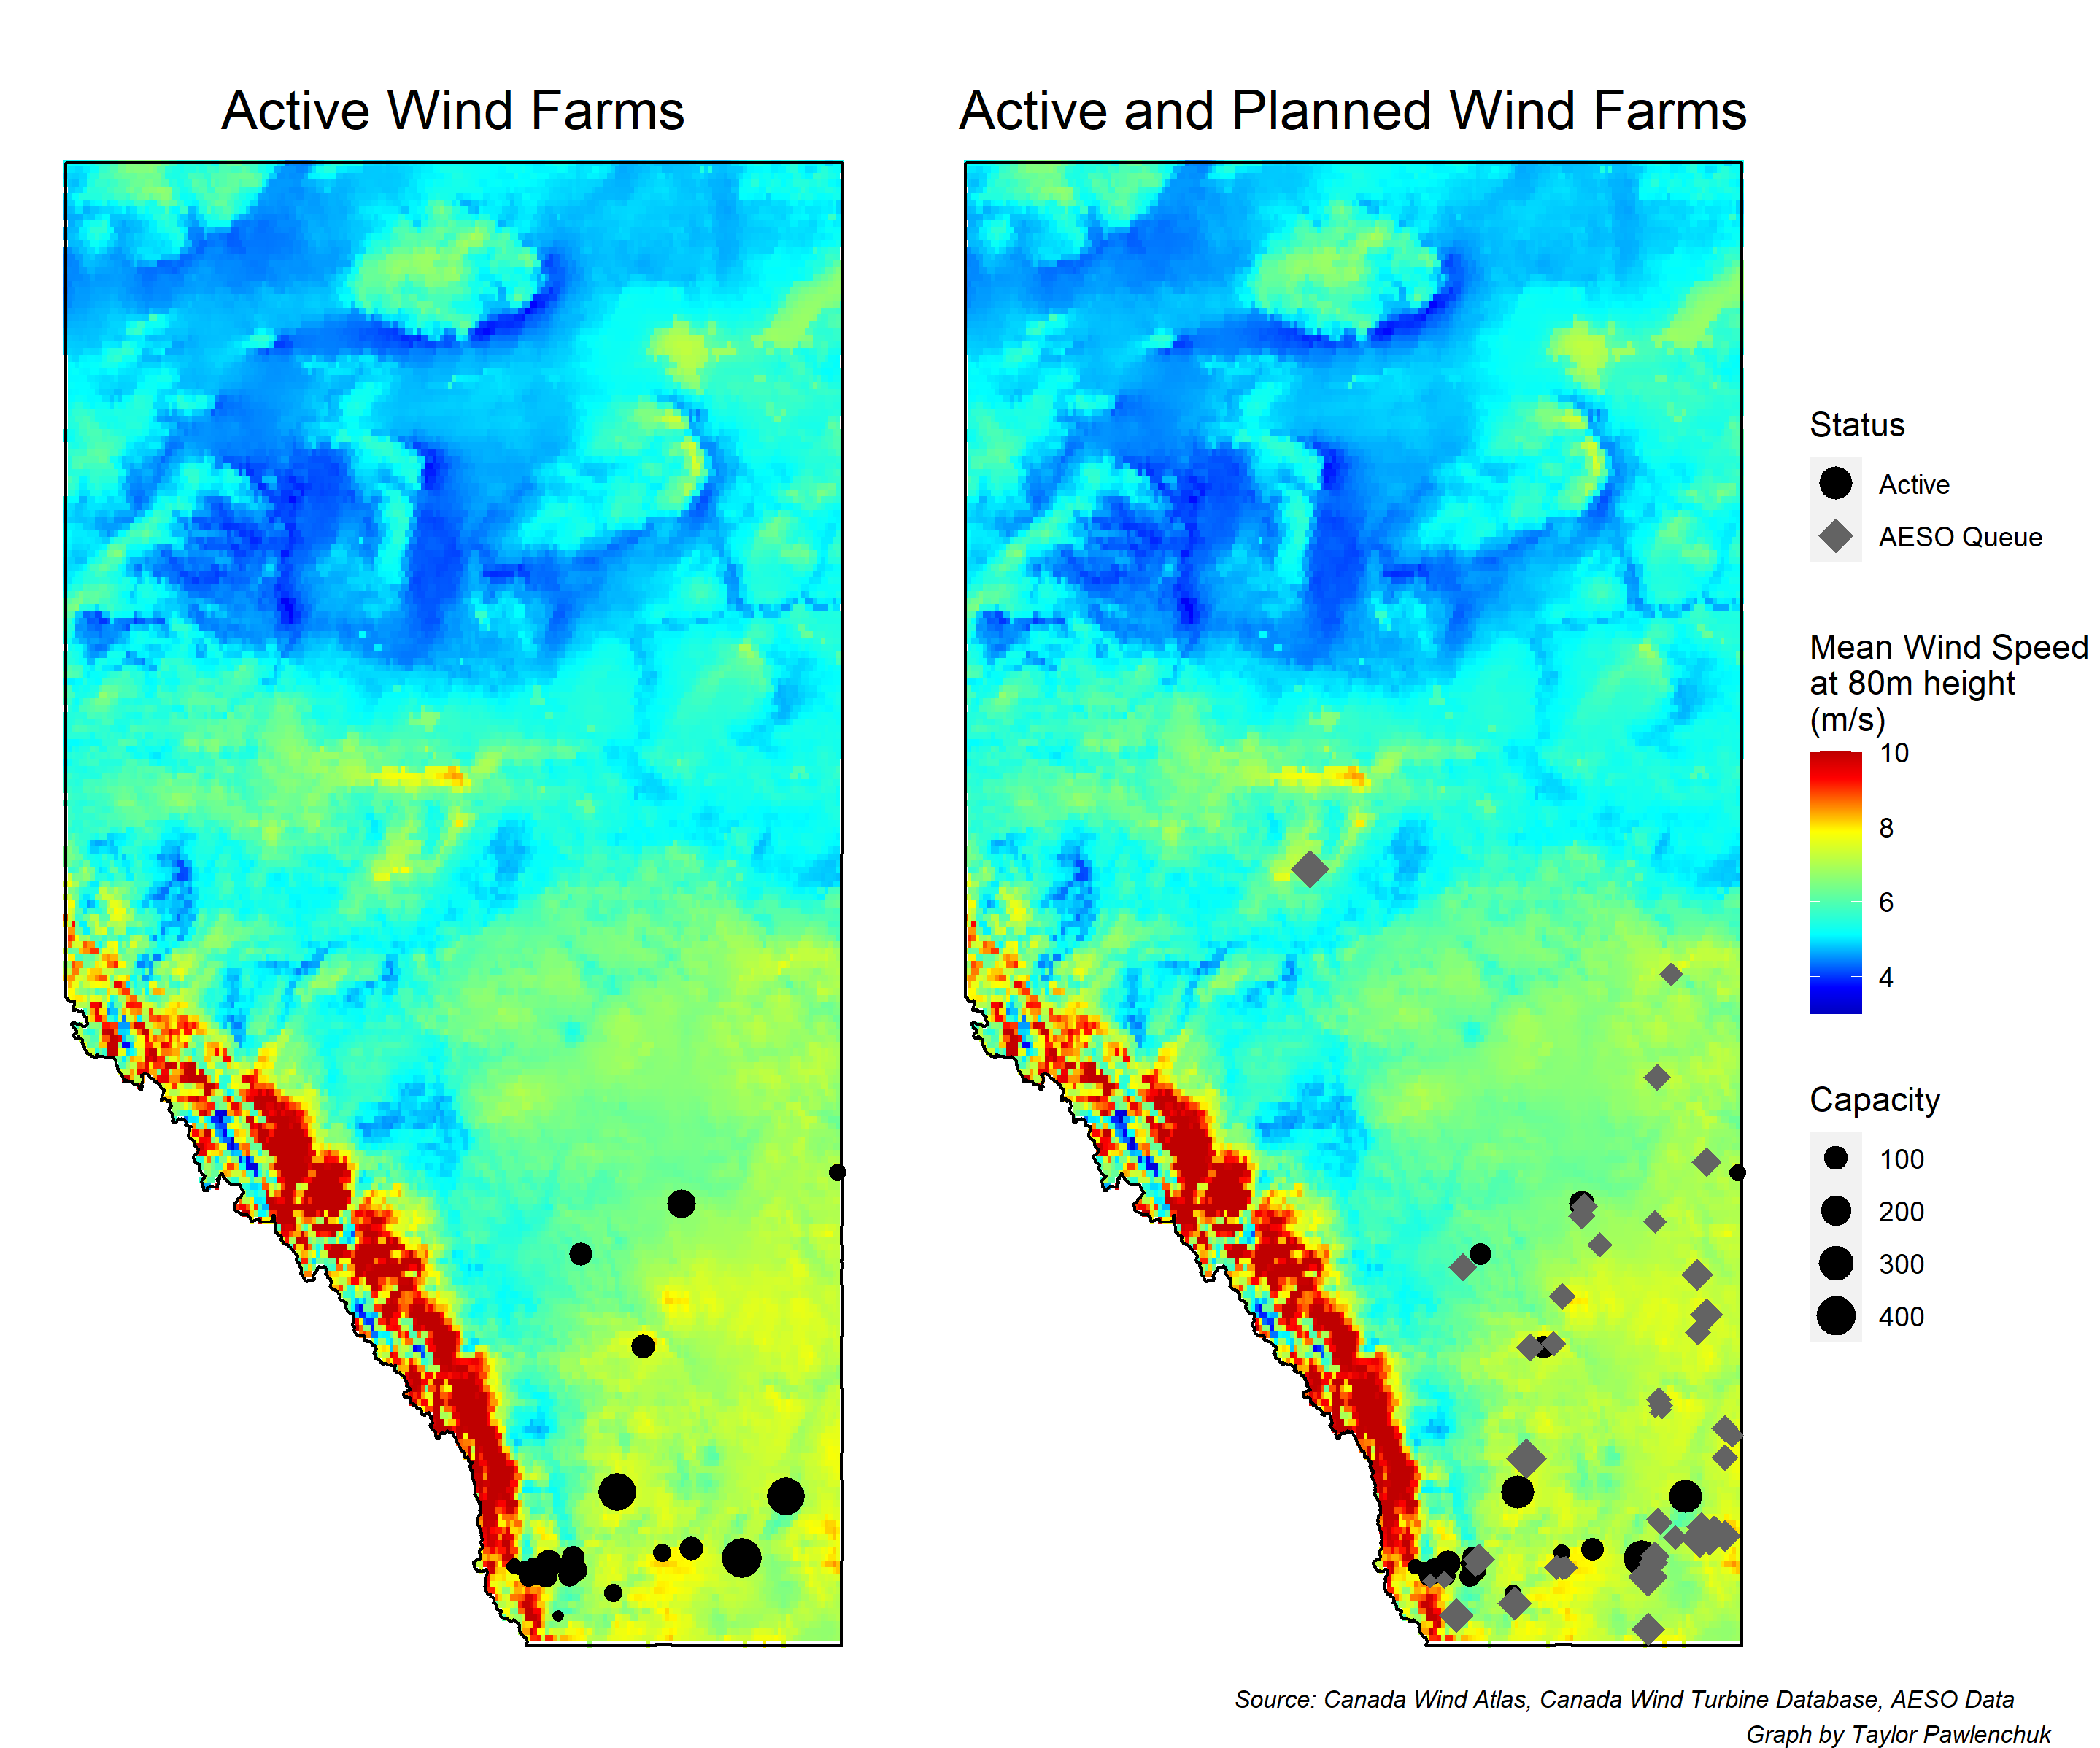 Active Wind Farms
Active and Planned Wind Farms
Status
Active
AESO Queue
Mean Wind Speed
at 80m height
(m/s)
10
8
6
4
Capacity
100
200
300
400
Source: Canada Wind Atlas, Canada Wind Turbine Database, AESO Data
Graph by Taylor Pawlenchuk